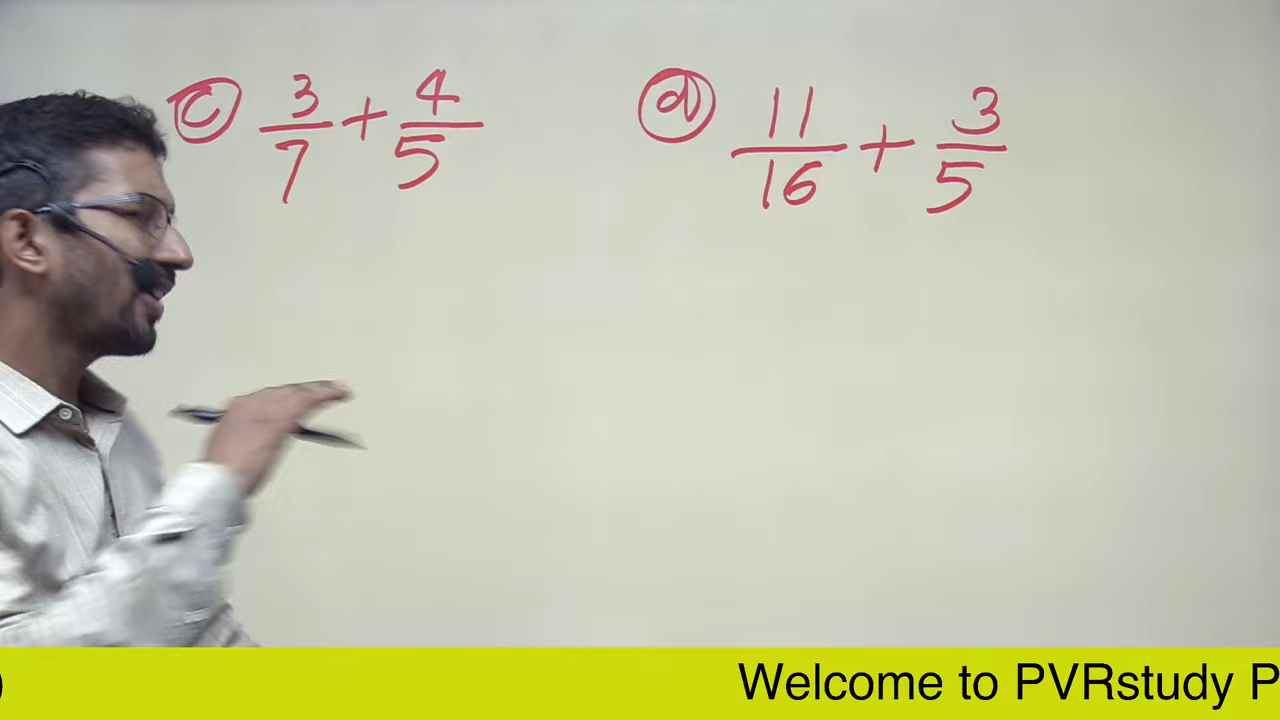 ⓒ 3/7 + 4/5
ⓓ 11/16 + 3/5
) Welcome to PVRstudy P